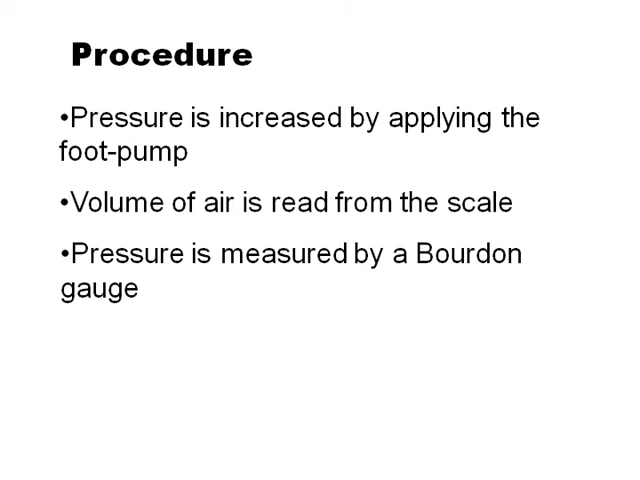 Procedure
•Pressure is increased by applying the
foot-pump
•Volume of air is read from the scale
•Pressure is measured by a Bourdon
gauge